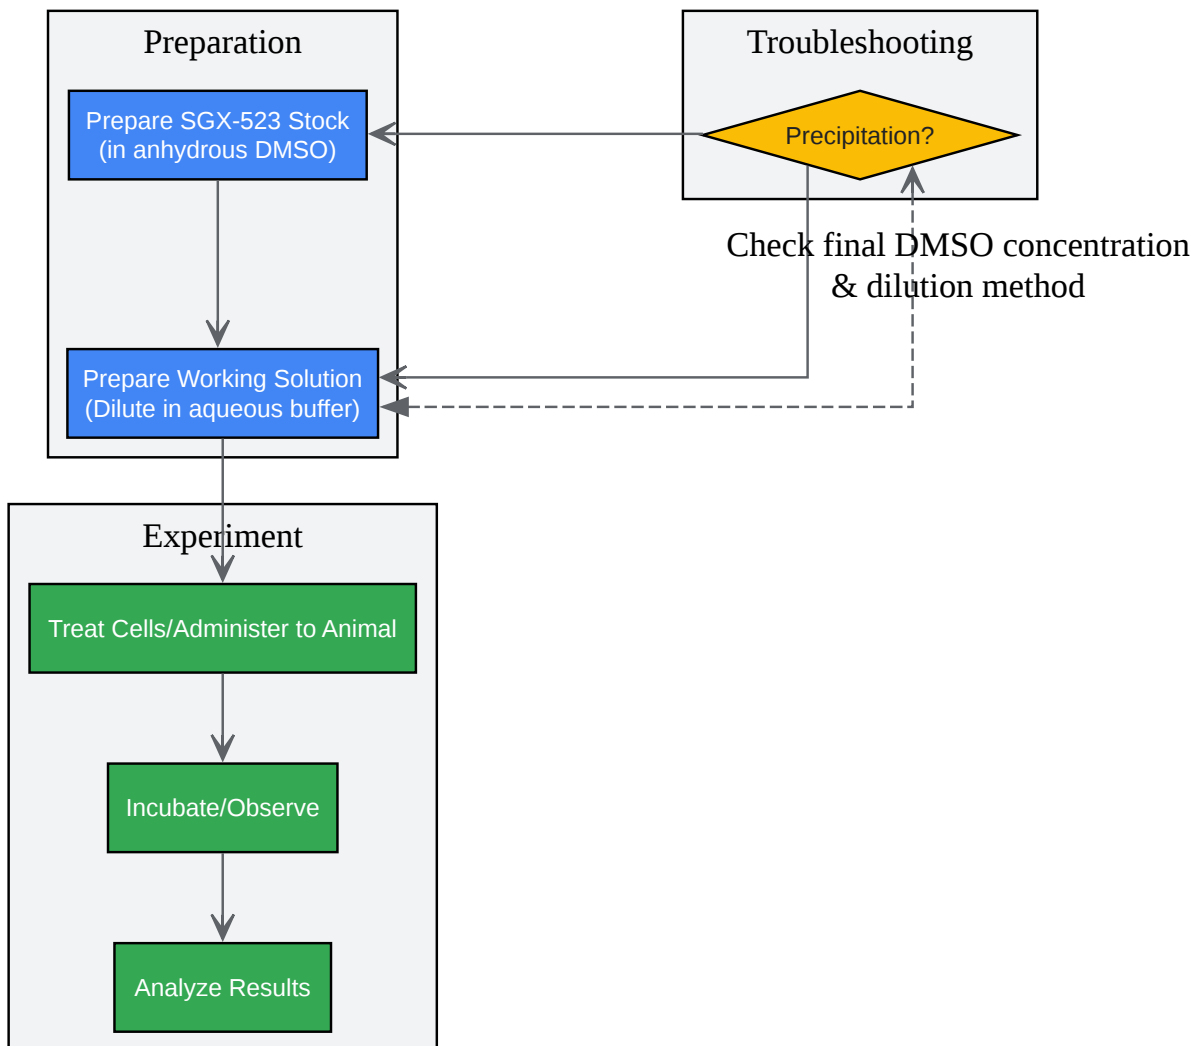 Preparation
Prepare SGX-523 Stock
(in anhydrous DMSO)
Prepare Working Solution
(Dilute in aqueous buffer)
Troubleshooting
Precipitation?
Check final DMSO concentration
& dilution method
Experiment
Treat Cells/Administer to Animal
Incubate/Observe
Analyze Results